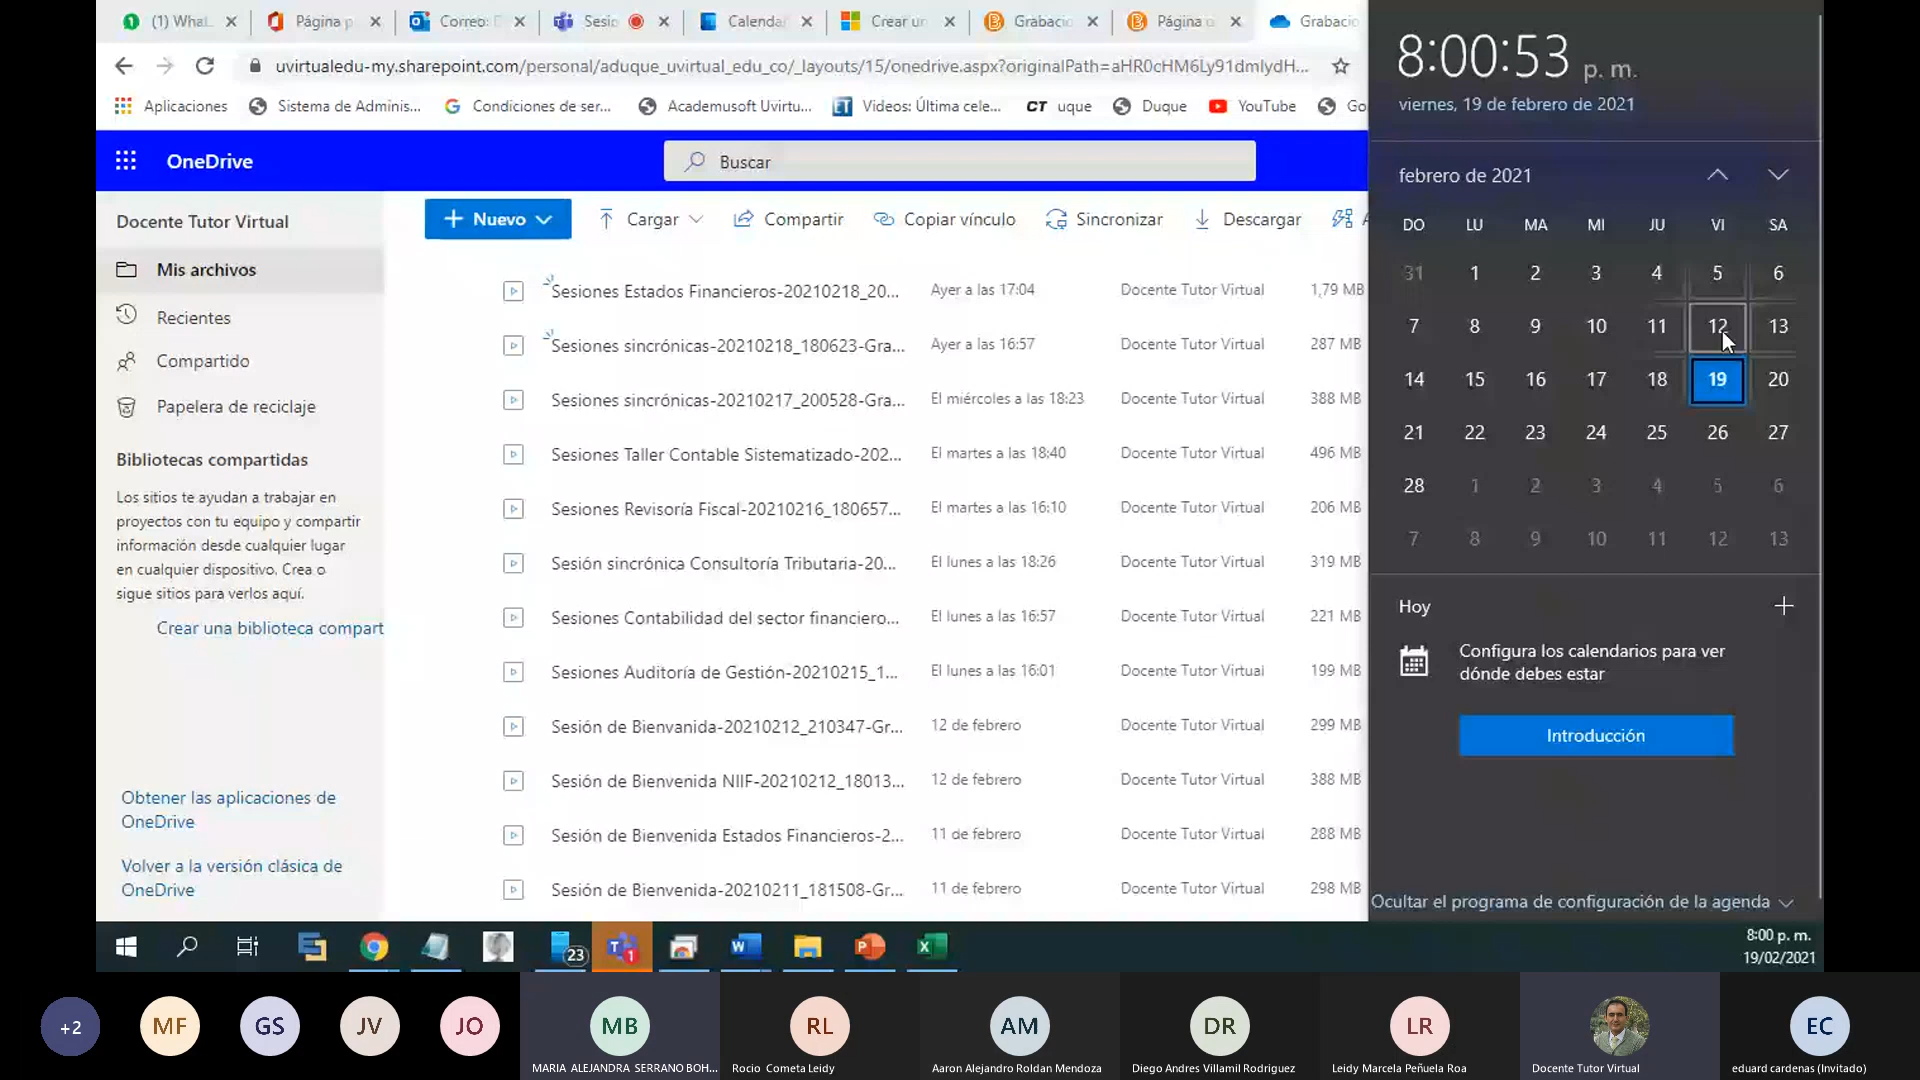 (1) What
Página p
Correo: D
Sesio
Calendar
Crear un
Grabacio
Página
Grabacio
uvirtualedu-my.sharepoint.com/personal/aduque_uvirtual_edu_co/_layouts/15/onedrive.aspx?originalPath=aHR0cHM6Ly91dmlydH...
Aplicaciones
Sistema de Adminis...
Condiciones de ser...
Academusoft Uvirtu...
ET Videos: Última cele...
CT uque
Duque
YouTube
Go
OneDrive
Buscar
Docente Tutor Virtual
Mis archivos
Recientes
Compartido
Papelera de reciclaje
Bibliotecas compartidas
Los sitios te ayudan a trabajar en
proyectos con tu equipo y compartir
información desde cualquier lugar
en cualquier dispositivo. Crea o
sigue sitios para verlos aquí.
Crear una biblioteca compart
Obtener las aplicaciones de
OneDrive
Volver a la versión clásica de
OneDrive
+ Nuevo
Cargar
Compartir
Copiar vínculo
Sincronizar
Descargar
A
Sesiones Estados Financieros-20210218_20... Ayer a las 17:04 Docente Tutor Virtual 1,79 MB
Sesiones sincrónicas-20210218_180623-Gra... Ayer a las 16:57 Docente Tutor Virtual 287 MB
Sesiones sincrónicas-20210217_200528-Gra... El miércoles a las 18:23 Docente Tutor Virtual 388 MB
Sesiones Taller Contable Sistematizado-202... El martes a las 18:40 Docente Tutor Virtual 496 MB
Sesiones Revisoría Fiscal-20210216_180657... El martes a las 16:10 Docente Tutor Virtual 206 MB
Sesión sincrónica Consultoría Tributaria-20... El lunes a las 18:26 Docente Tutor Virtual 319 MB
Sesiones Contabilidad del sector financiero... El lunes a las 16:57 Docente Tutor Virtual 221 MB
Sesiones Auditoría de Gestión-20210215_1... El lunes a las 16:01 Docente Tutor Virtual 199 MB
Sesión de Bienvanida-20210212_210347-Gr... 12 de febrero Docente Tutor Virtual 299 MB
Sesión de Bienvenida NIIF-20210212_18013... 12 de febrero Docente Tutor Virtual 388 MB
Sesión de Bienvenida Estados Financieros-2... 11 de febrero Docente Tutor Virtual 288 MB
Sesión de Bienvenida-20210211_181508-Gr... 11 de febrero Docente Tutor Virtual 298 MB
8:00:53 p. m.
viernes, 19 de febrero de 2021
febrero de 2021
DO LU MA MI JU VI SA
31 1 2 3 4 5 6
7 8 9 10 11 12 13
14 15 16 17 18 19 20
21 22 23 24 25 26 27
28 1 2 3 4 5 6
7 8 9 10 11 12 13
Hoy
Configura los calendarios para ver
dónde debes estar
Introducción
Ocultar el programa de configuración de la agenda
23
1
8:00 p. m.
19/02/2021
+2
MF
GS
JV
JO
MB
MARIA ALEJANDRA SERRANO BOH...
RL
Rocio Cometa Leidy
AM
Aaron Alejandro Roldan Mendoza
DR
Diego Andres Villamil Rodriguez
LR
Leidy Marcela Peñuela Roa
Docente Tutor Virtual
EC
eduard cardenas (Invitado)